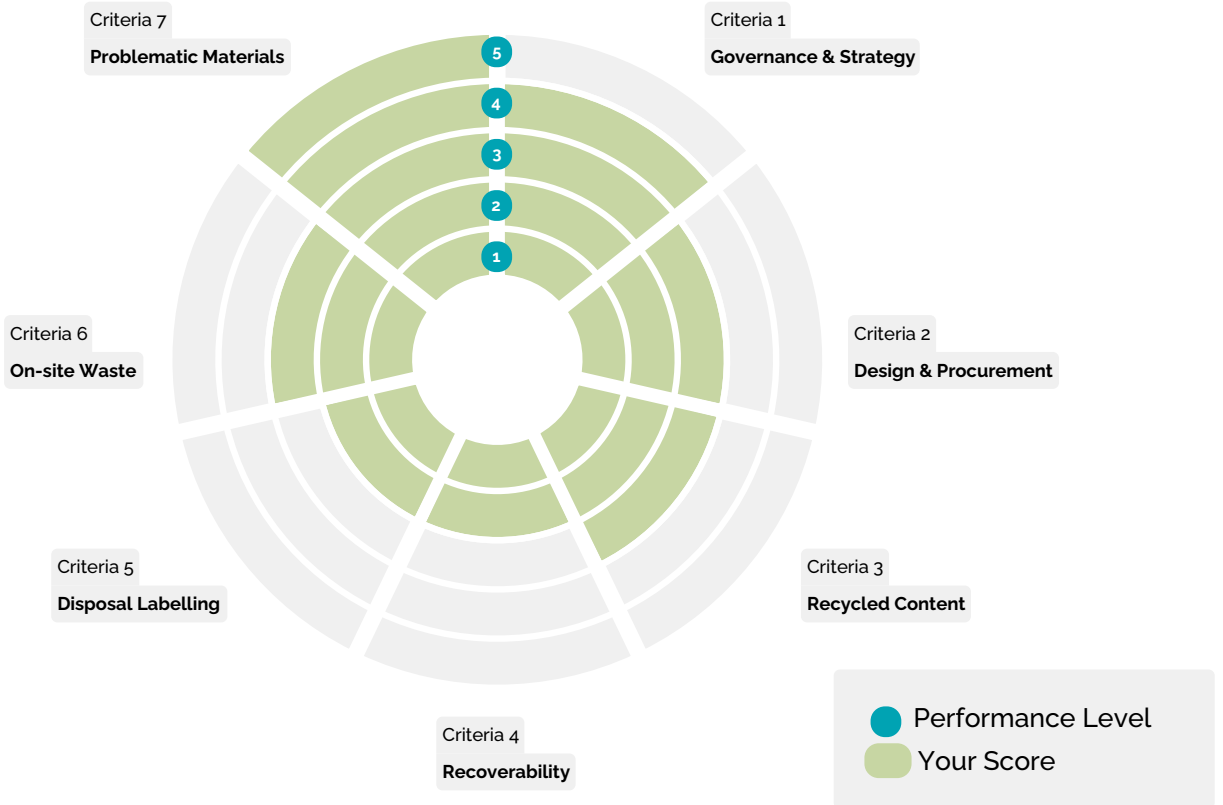 Criteria 7
Problematic Materials
Criteria 1
Governance & Strategy
5
4
3
2
1
Criteria 6
On-site Waste
Criteria 2
Design & Procurement
Criteria 5
Disposal Labelling
Criteria 3
Recycled Content
Criteria 4
Recoverability
Performance Level
Your Score